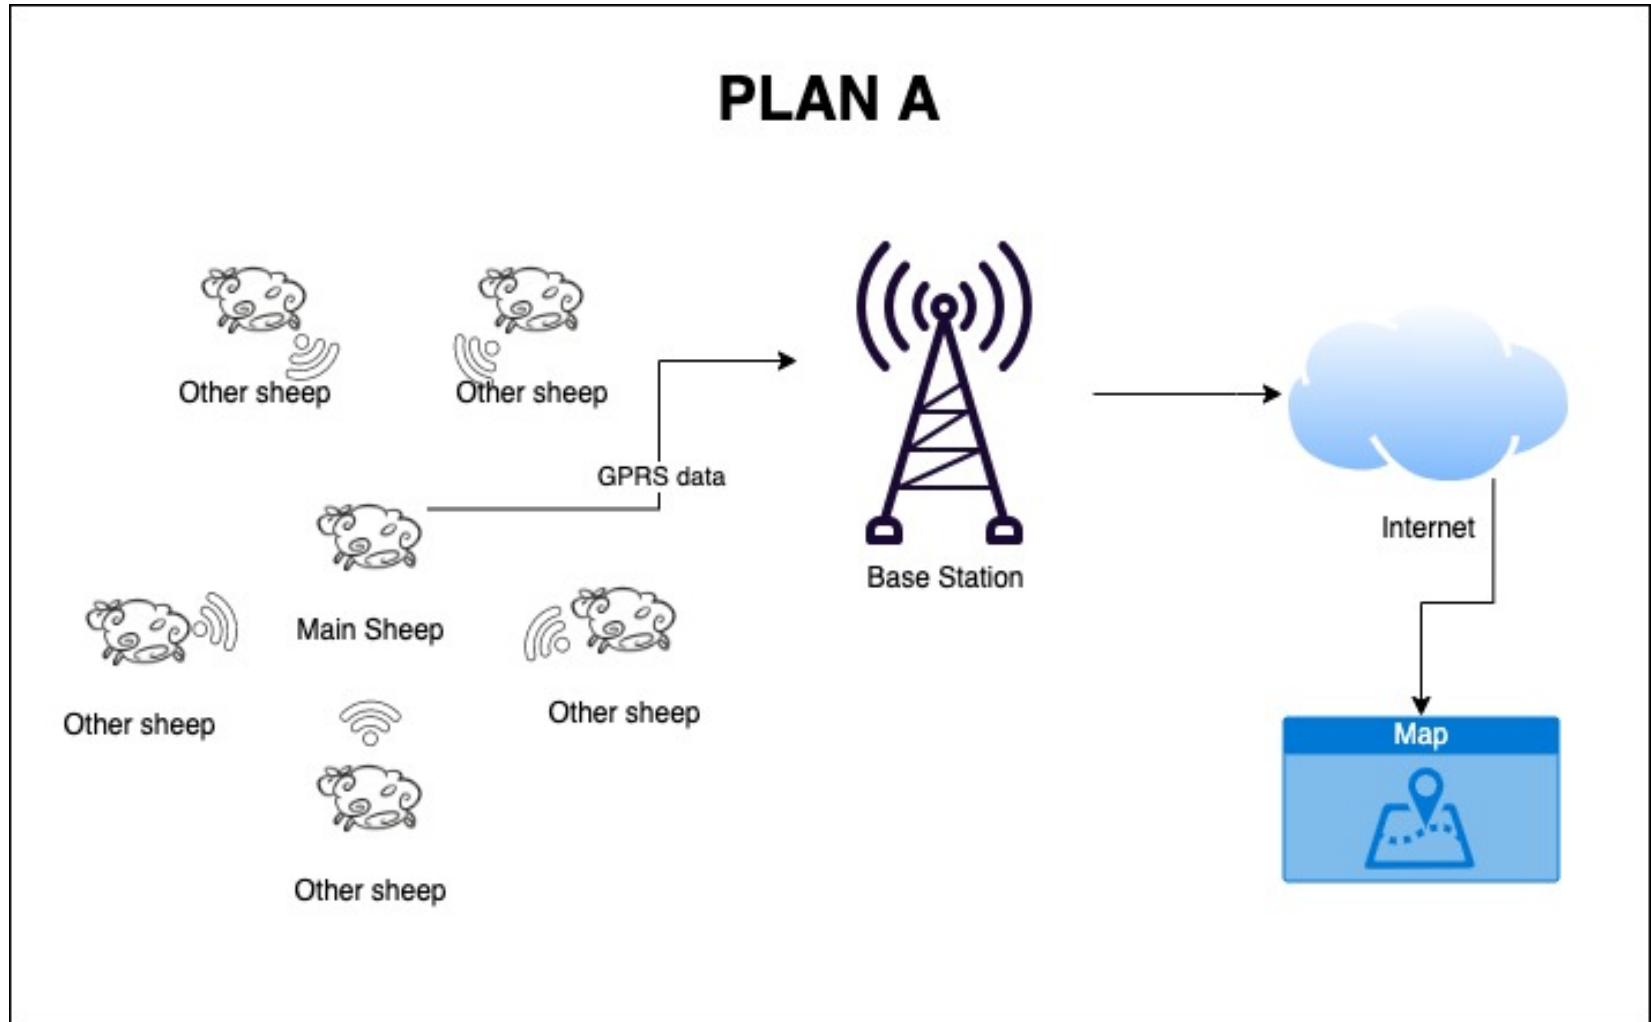 PLAN A
Other sheep
Other sheep
GPRS data
Main Sheep
Other sheep
Other sheep
Other sheep
Base Station
Internet
Map